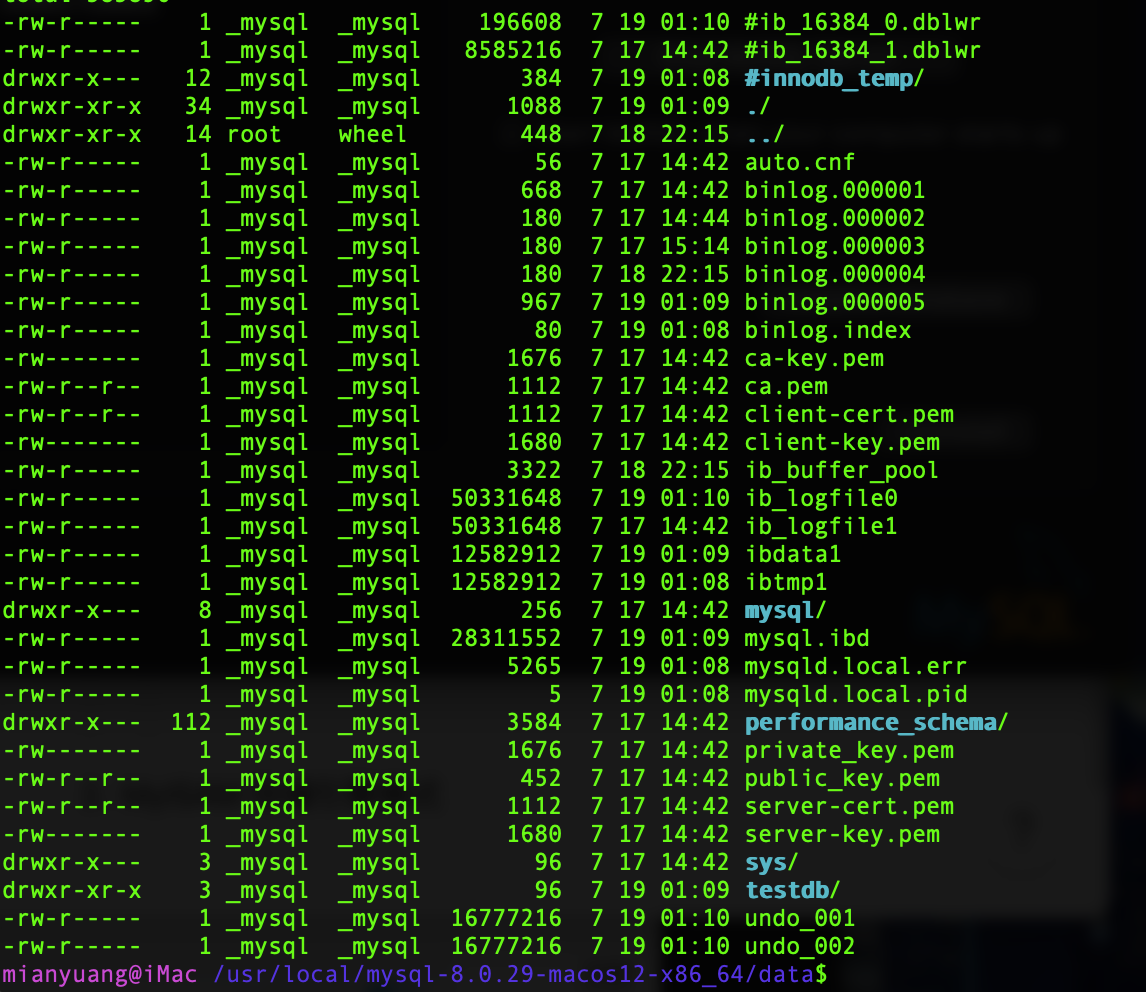 -rw-r----- 1 _mysql _mysql 196608 7 19 01:10 #ib_16384_0.dblwr
-rw-r----- 1 _mysql _mysql 8585216 7 17 14:42 #ib_16384_1.dblwr
drwxr-x--- 12 _mysql _mysql 384 7 19 01:08 #innodb_temp/
drwxr-xr-x 34 _mysql _mysql 1088 7 19 01:09 ./
drwxr-xr-x 14 root wheel 448 7 18 22:15 ../
-rw-r----- 1 _mysql _mysql 56 7 17 14:42 auto.cnf
-rw-r----- 1 _mysql _mysql 668 7 17 14:42 binlog.000001
-rw-r----- 1 _mysql _mysql 180 7 17 14:44 binlog.000002
-rw-r----- 1 _mysql _mysql 180 7 17 15:14 binlog.000003
-rw-r----- 1 _mysql _mysql 180 7 18 22:15 binlog.000004
-rw-r----- 1 _mysql _mysql 967 7 19 01:09 binlog.000005
-rw-r----- 1 _mysql _mysql 80 7 19 01:08 binlog.index
-rw------- 1 _mysql _mysql 1676 7 17 14:42 ca-key.pem
-rw-r--r-- 1 _mysql _mysql 1112 7 17 14:42 ca.pem
-rw-r--r-- 1 _mysql _mysql 1112 7 17 14:42 client-cert.pem
-rw------- 1 _mysql _mysql 1680 7 17 14:42 client-key.pem
-rw-r----- 1 _mysql _mysql 3322 7 18 22:15 ib_buffer_pool
-rw-r----- 1 _mysql _mysql 50331648 7 19 01:10 ib_logfile0
-rw-r----- 1 _mysql _mysql 50331648 7 17 14:42 ib_logfile1
-rw-r----- 1 _mysql _mysql 12582912 7 19 01:09 ibdata1
-rw-r----- 1 _mysql _mysql 12582912 7 19 01:08 ibtmp1
drwxr-x--- 8 _mysql _mysql 256 7 17 14:42 mysql/
-rw-r----- 1 _mysql _mysql 28311552 7 19 01:09 mysql.ibd
-rw-r----- 1 _mysql _mysql 5265 7 19 01:08 mysqld.local.err
-rw-r----- 1 _mysql _mysql 5 7 19 01:08 mysqld.local.pid
drwxr-x--- 112 _mysql _mysql 3584 7 17 14:42 performance_schema/
-rw------- 1 _mysql _mysql 1676 7 17 14:42 private_key.pem
-rw-r--r-- 1 _mysql _mysql 452 7 17 14:42 public_key.pem
-rw-r--r-- 1 _mysql _mysql 1112 7 17 14:42 server-cert.pem
-rw------- 1 _mysql _mysql 1680 7 17 14:42 server-key.pem
drwxr-x--- 3 _mysql _mysql 96 7 17 14:42 sys/
drwxr-xr-x 3 _mysql _mysql 96 7 19 01:09 testdb/
-rw-r----- 1 _mysql _mysql 16777216 7 19 01:10 undo_001
-rw-r----- 1 _mysql _mysql 16777216 7 19 01:10 undo_002
mianyuang@iMac /usr/local/mysql-8.0.29-macos12-x86_64/data$